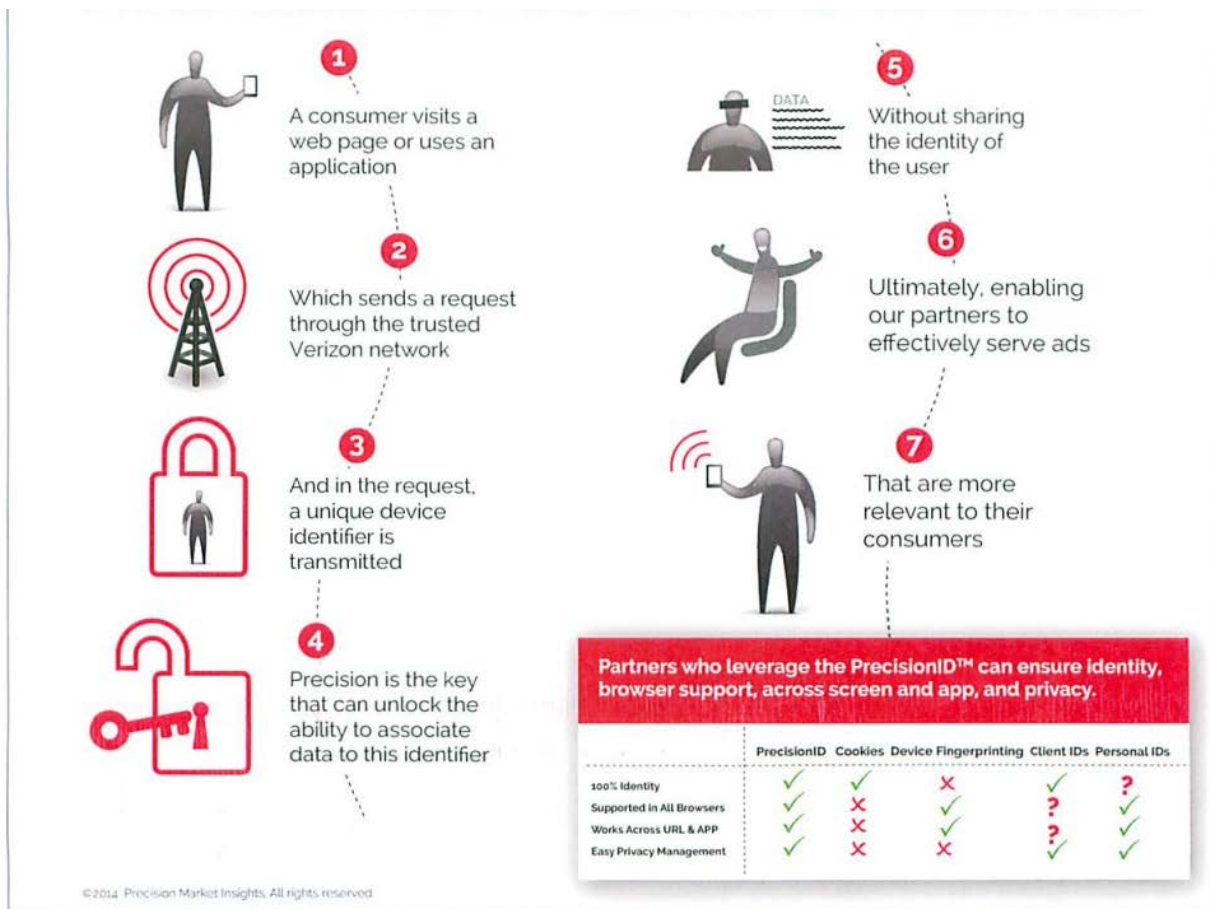 1
A consumer visits a
web page or uses an
application
2
Which sends a request
through the trusted
Verizon network
3
And in the request,
a unique device
identifier is
transmitted
4
Precision is the key
that can unlock the
ability to associate
data to this identifier
5
DATA
Without sharing
the identity of
the user
6
Ultimately, enabling
our partners to
effectively serve ads
7
That are more
relevant to their
consumers
Partners who leverage the PrecisionID™ can ensure identity,
browser support, across screen and app, and privacy.
PrecisionID Cookies Device Fingerprinting Client IDs Personal IDs
100% Identity ✓ ✓ X ✓ ?
Supported in All Browsers ✓ X ✓ ? ✓
Works Across URL & APP ✓ X ✓ ? ✓
Easy Privacy Management ✓ X X ✓ ✓
©2014 Precision Market Insights. All rights reserved